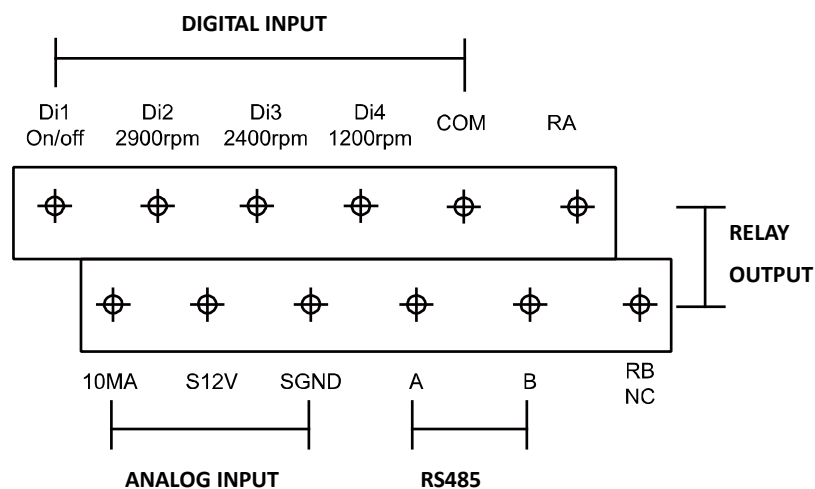 DIGITAL INPUT
Di1 Di2 Di3 Di4 COM RA
On/off 2900rpm 2400rpm 1200rpm
RELAY
OUTPUT
10MA S12V SGND A B RB
NC
ANALOG INPUT RS485